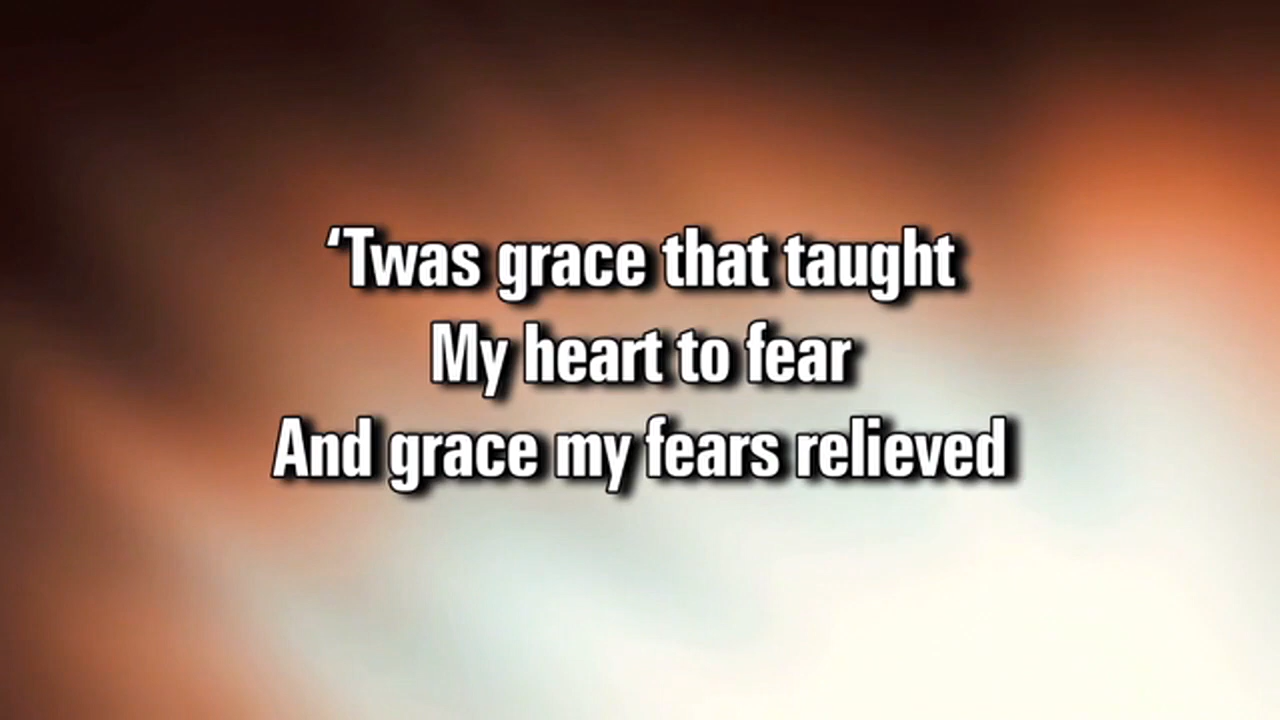 ‘Twas grace that taught
My heart to fear
And grace my fears relieved